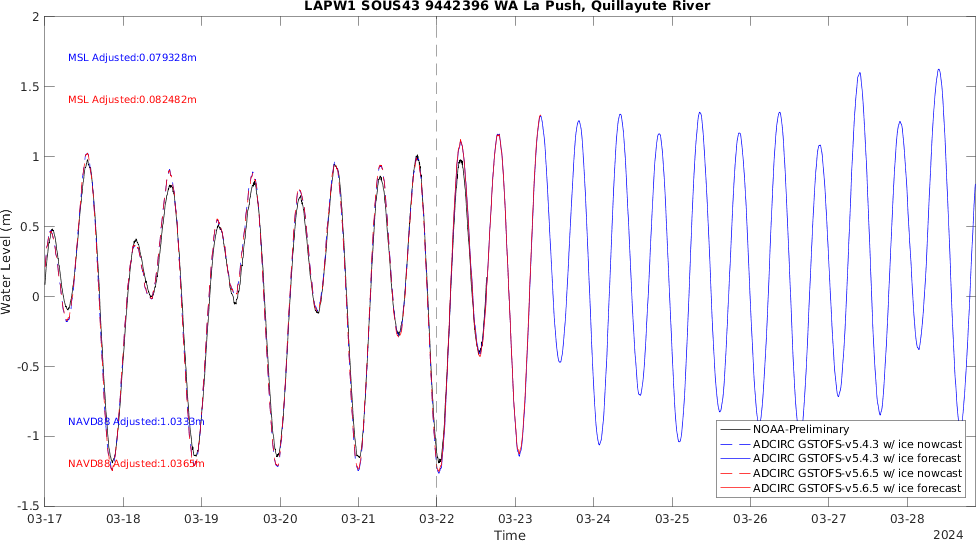 LAPW1 SOUS43 9442396 WA La Push, Quillayute River
2
MSL Adjusted:0.079328m
1.5
MSL Adjusted:0.082482m
1
0.5
Water Level (m)
0
-0.5
NAVD88 Adjusted:1.0333m
-1
NAVD88 Adjusted:1.0365m
-1.5
NOAA-Preliminary
ADCIRC GSTOFS-v5.4.3 w/ ice nowcast
ADCIRC GSTOFS-v5.4.3 w/ ice forecast
ADCIRC GSTOFS-v5.6.5 w/ ice nowcast
ADCIRC GSTOFS-v5.6.5 w/ ice forecast
03-17 03-18 03-19 03-20 03-21 03-22 03-23 03-24 03-25 03-26 03-27 03-28
Time
2024